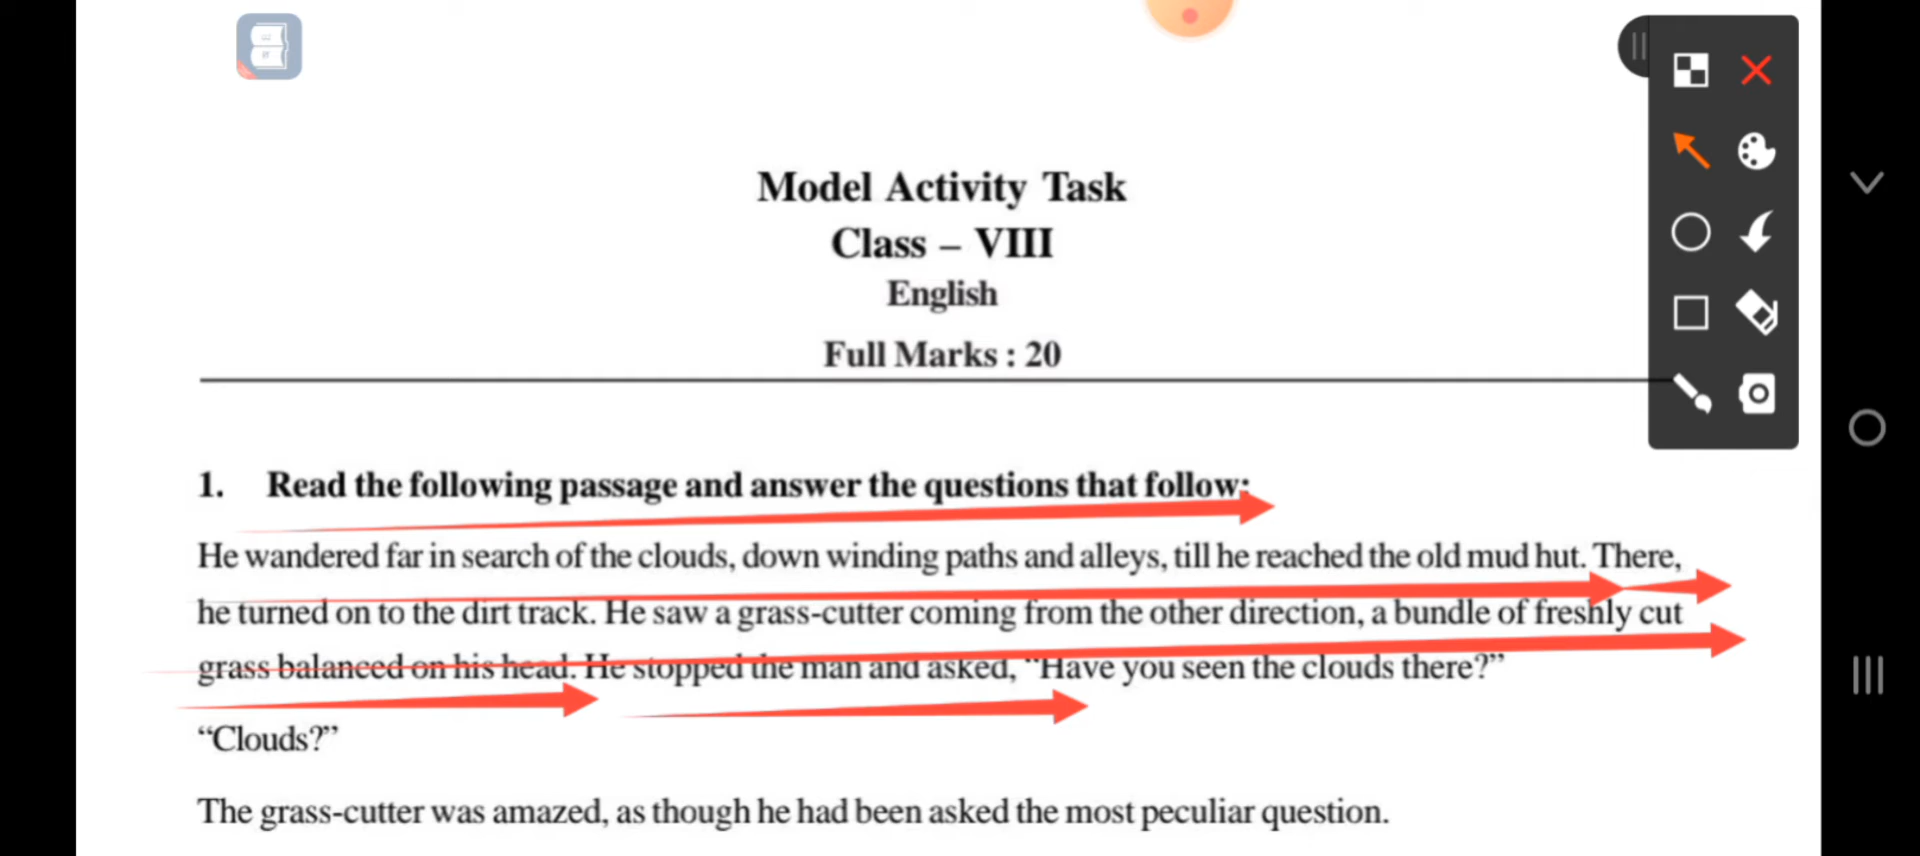 Model Activity Task
Class – VIII
English
Full Marks : 20
1. Read the following passage and answer the questions that follow:
He wandered far in search of the clouds, down winding paths and alleys, till he reached the old mud hut. There,
he turned on to the dirt track. He saw a grass-cutter coming from the other direction, a bundle of freshly cut
grass balanced on his head. He stopped the man and asked, “Have you seen the clouds there?”
“Clouds?”
The grass-cutter was amazed, as though he had been asked the most peculiar question.